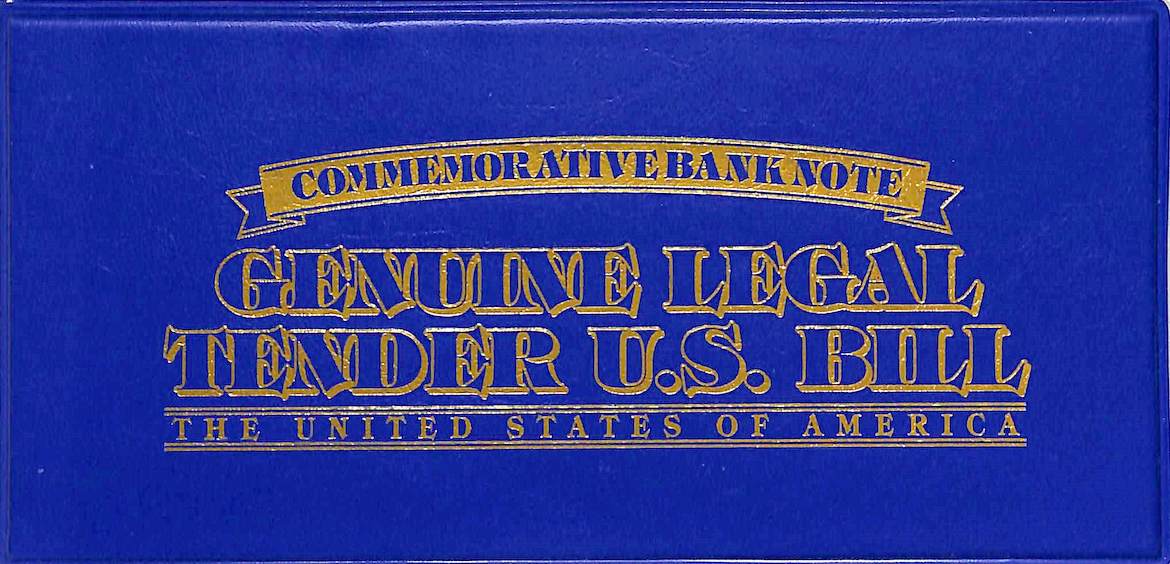 COMMEMORATIVE BANK NOTE
GENUINE LEGAL
TENDER U.S. BILL
THE UNITED STATES OF AMERICA